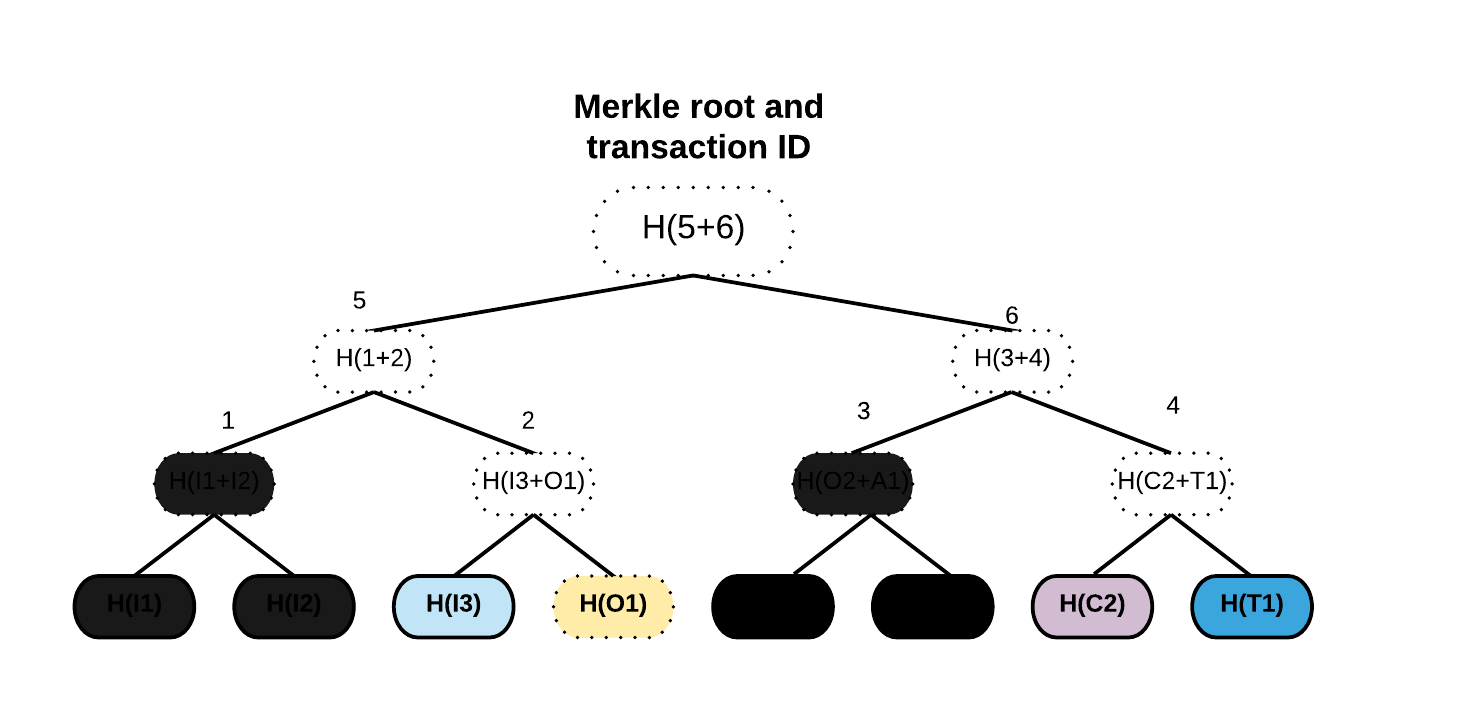 Merkle root and
transaction ID
H(5+6)
5
6
H(1+2)
H(3+4)
1
2
3
4
H(I1+I2)
H(I3+O1)
H(O2+A1)
H(C2+T1)
H(I1)
H(I2)
H(I3)
H(O1)
H(C2)
H(T1)